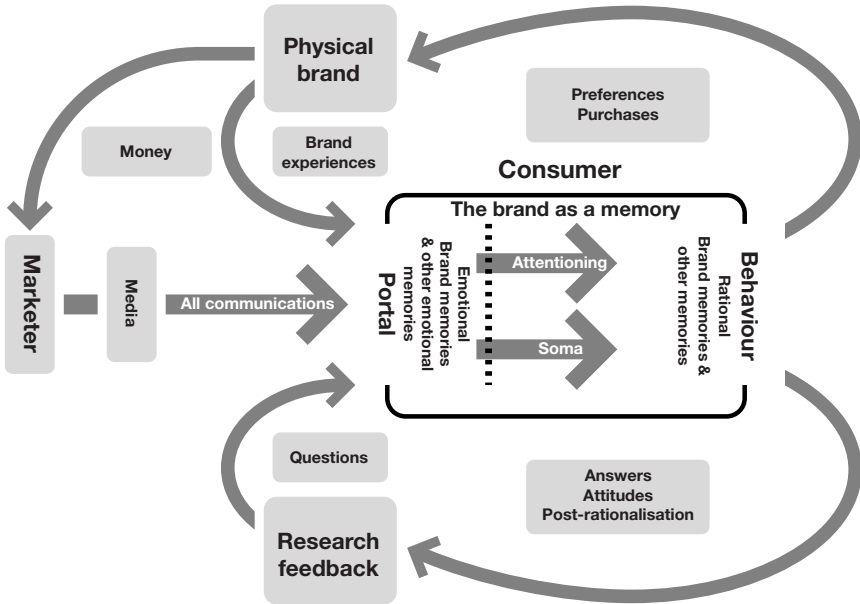 Physical
brand
Preferences
Purchases
Money
Brand
experiences
Consumer
The brand as a memory
Marketer
Media
All communications
Portal
Emotional
Brand memories
& other emotional
memories
Attentioning
Soma
Rational
Brand memories &
other memories
Behaviour
Questions
Answers
Attitudes
Post-rationalisation
Research
feedback